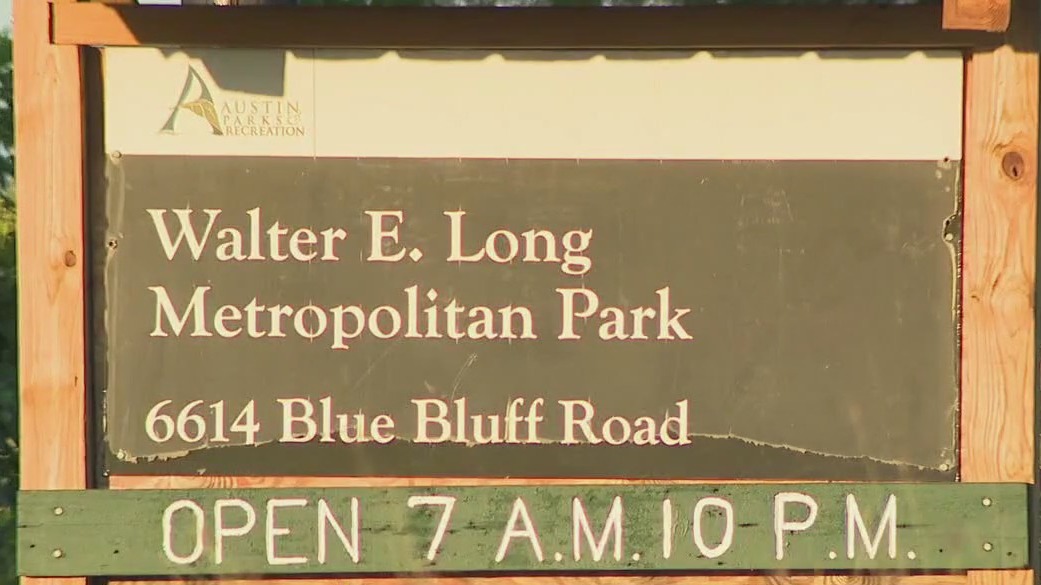 AUSTIN
PARKS &
RECREATION
Walter E. Long
Metropolitan Park
6614 Blue Bluff Road
OPEN 7 A.M. 10 P.M.